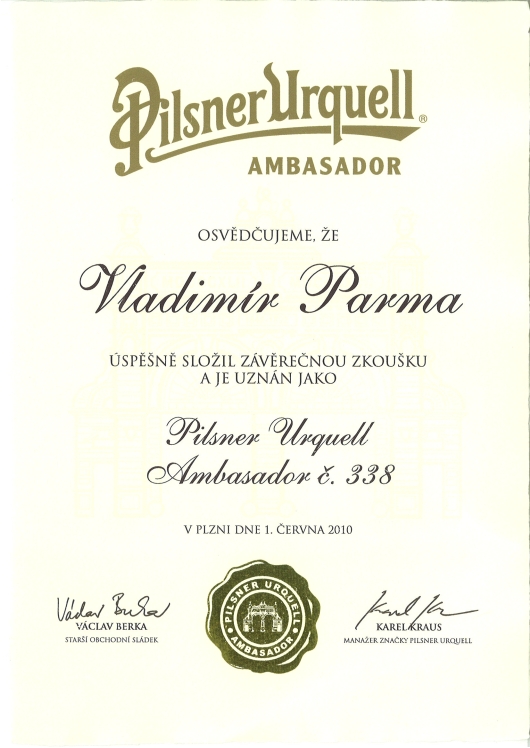 Pilsner Urquell®
AMBASADOR
OSVĚDČUJEME, ŽE
Vladimír Parma
ÚSPĚŠNĚ SLOŽIL ZÁVĚREČNOU ZKOUŠKU
A JE UZNÁN JAKO
Pilsner Urquell
Ambasador č. 338
V PLZNI DNE 1. ČERVNA 2010
VÁCLAV BERKA
STARŠÍ OBCHODNÍ SLÁDEK
PILSNER URQUELL
AMBASADOR
KAREL KRAUS
MANAŽER ZNAČKY PILSNER URQUELL